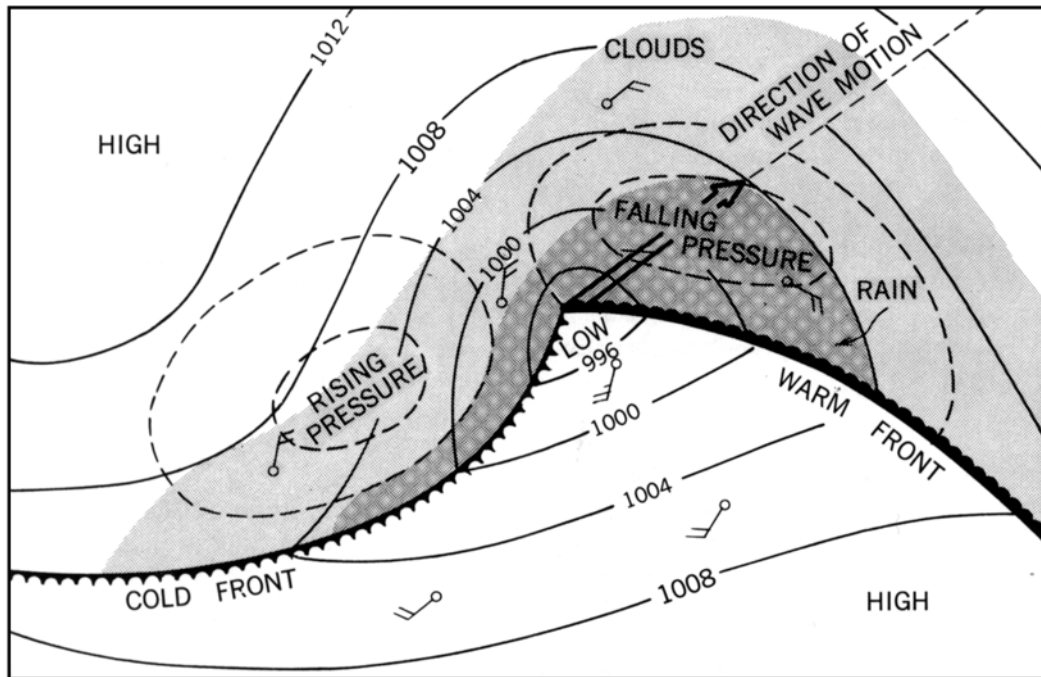 1012
CLOUDS
DIRECTION OF
WAVE MOTION
HIGH
1008
1004
1000
FALLING
PRESSURE
RAIN
RISING
PRESSURE
LOW
996
WARM FRONT
1000
1004
1008
COLD FRONT
HIGH